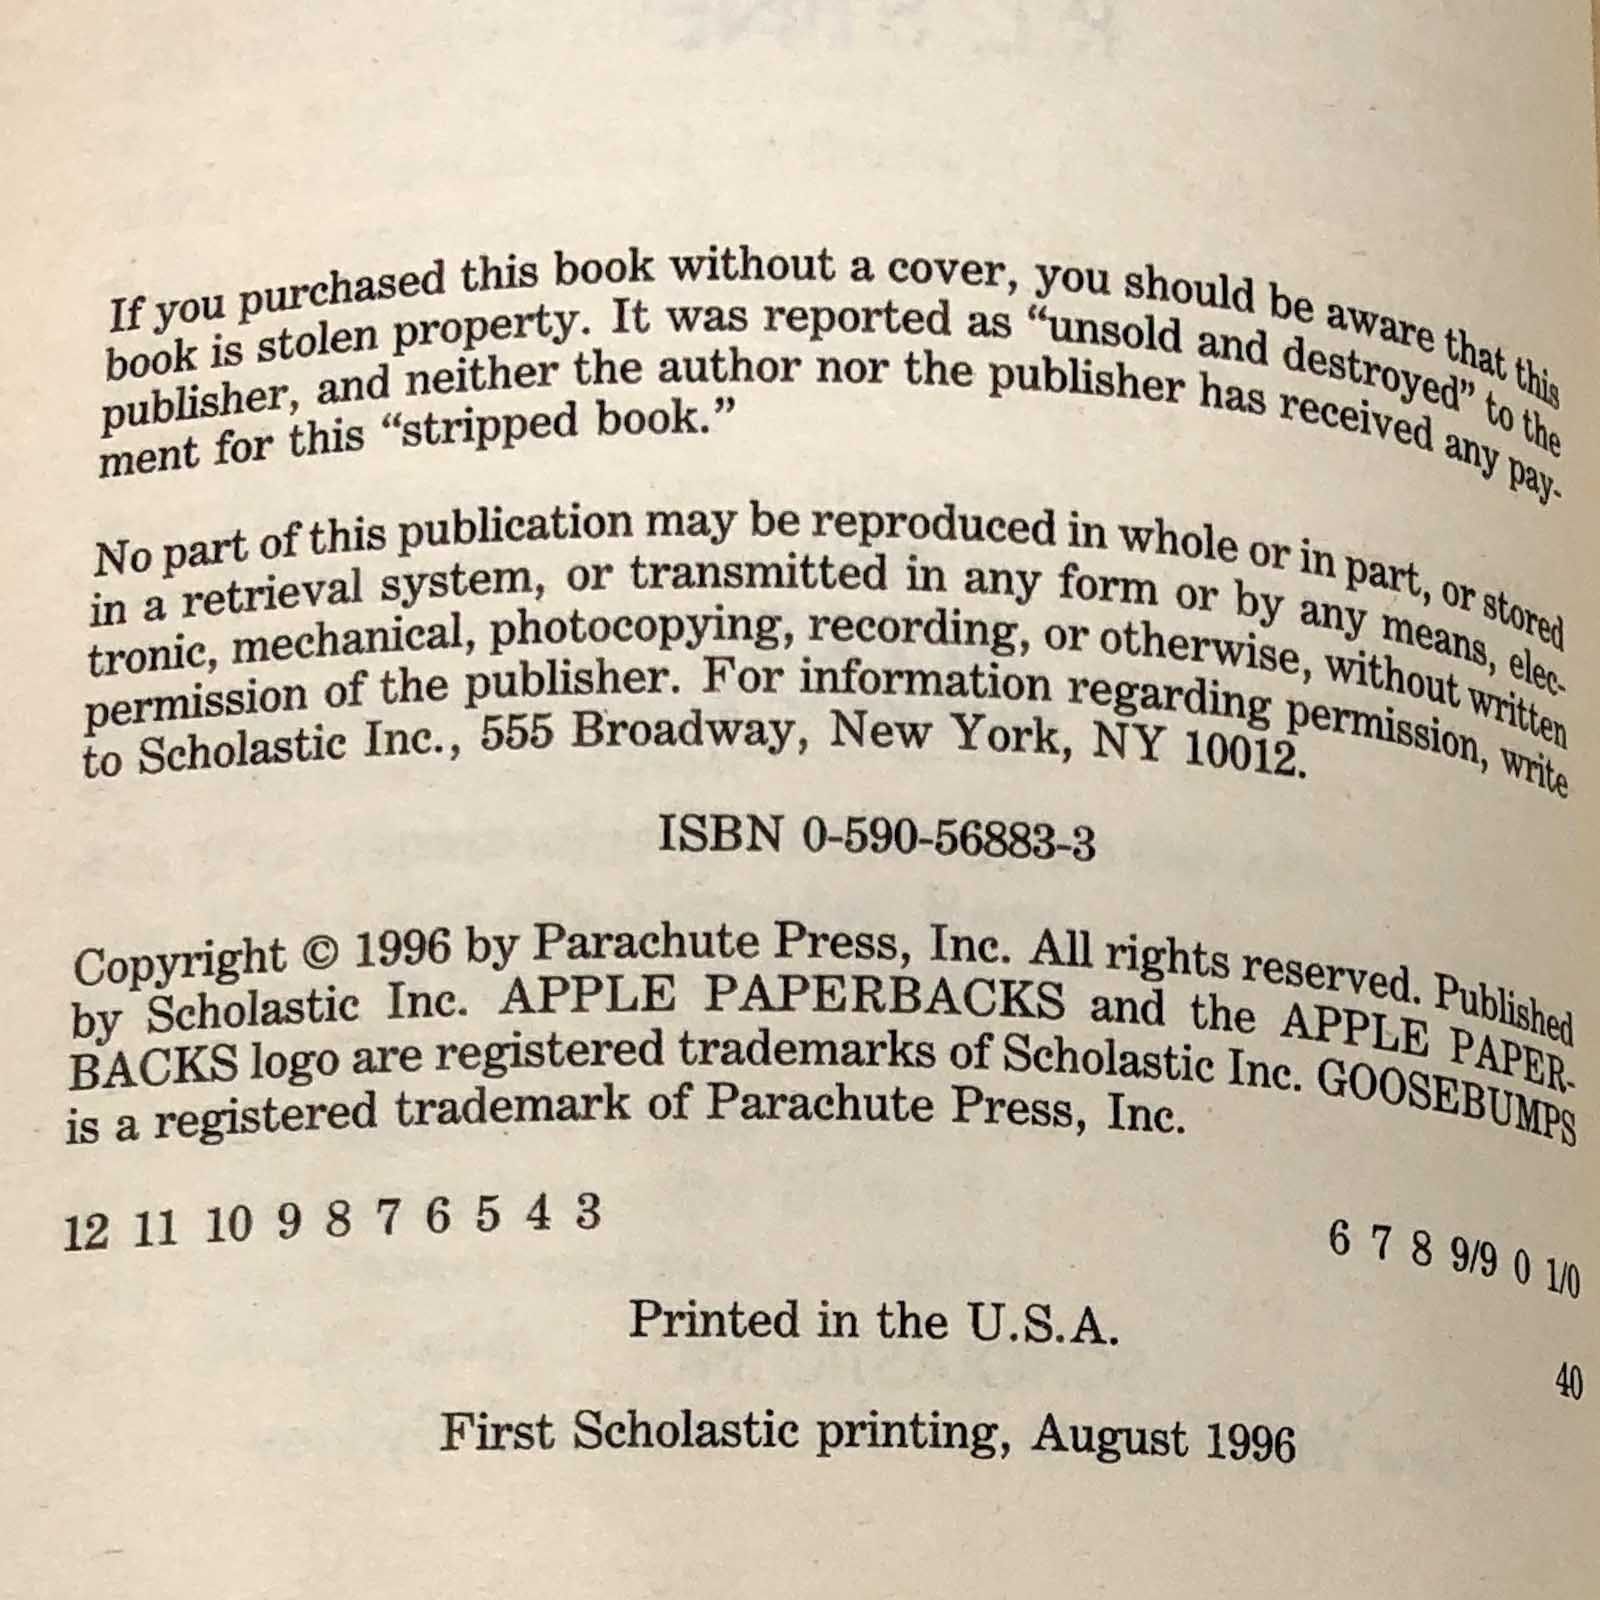 If you purchased this book without a cover, you should be aware that this
book is stolen property. It was reported as “unsold and destroyed” to the
publisher, and neither the author nor the publisher has received any pay-
ment for this “stripped book.”
No part of this publication may be reproduced in whole or in part, or stored
in a retrieval system, or transmitted in any form or by any means, elec-
tronic, mechanical, photocopying, recording, or otherwise, without written
permission of the publisher. For information regarding permission, write
to Scholastic Inc., 555 Broadway, New York, NY 10012.
ISBN 0-590-56883-3
Copyright © 1996 by Parachute Press, Inc. All rights reserved. Published
by Scholastic Inc. APPLE PAPERBACKS and the APPLE PAPER-
BACKS logo are registered trademarks of Scholastic Inc. GOOSEBUMPS
is a registered trademark of Parachute Press, Inc.
12 11 10 9 8 7 6 5 4 3 6 7 8 9/9 0 1/0
Printed in the U.S.A.
40
First Scholastic printing, August 1996